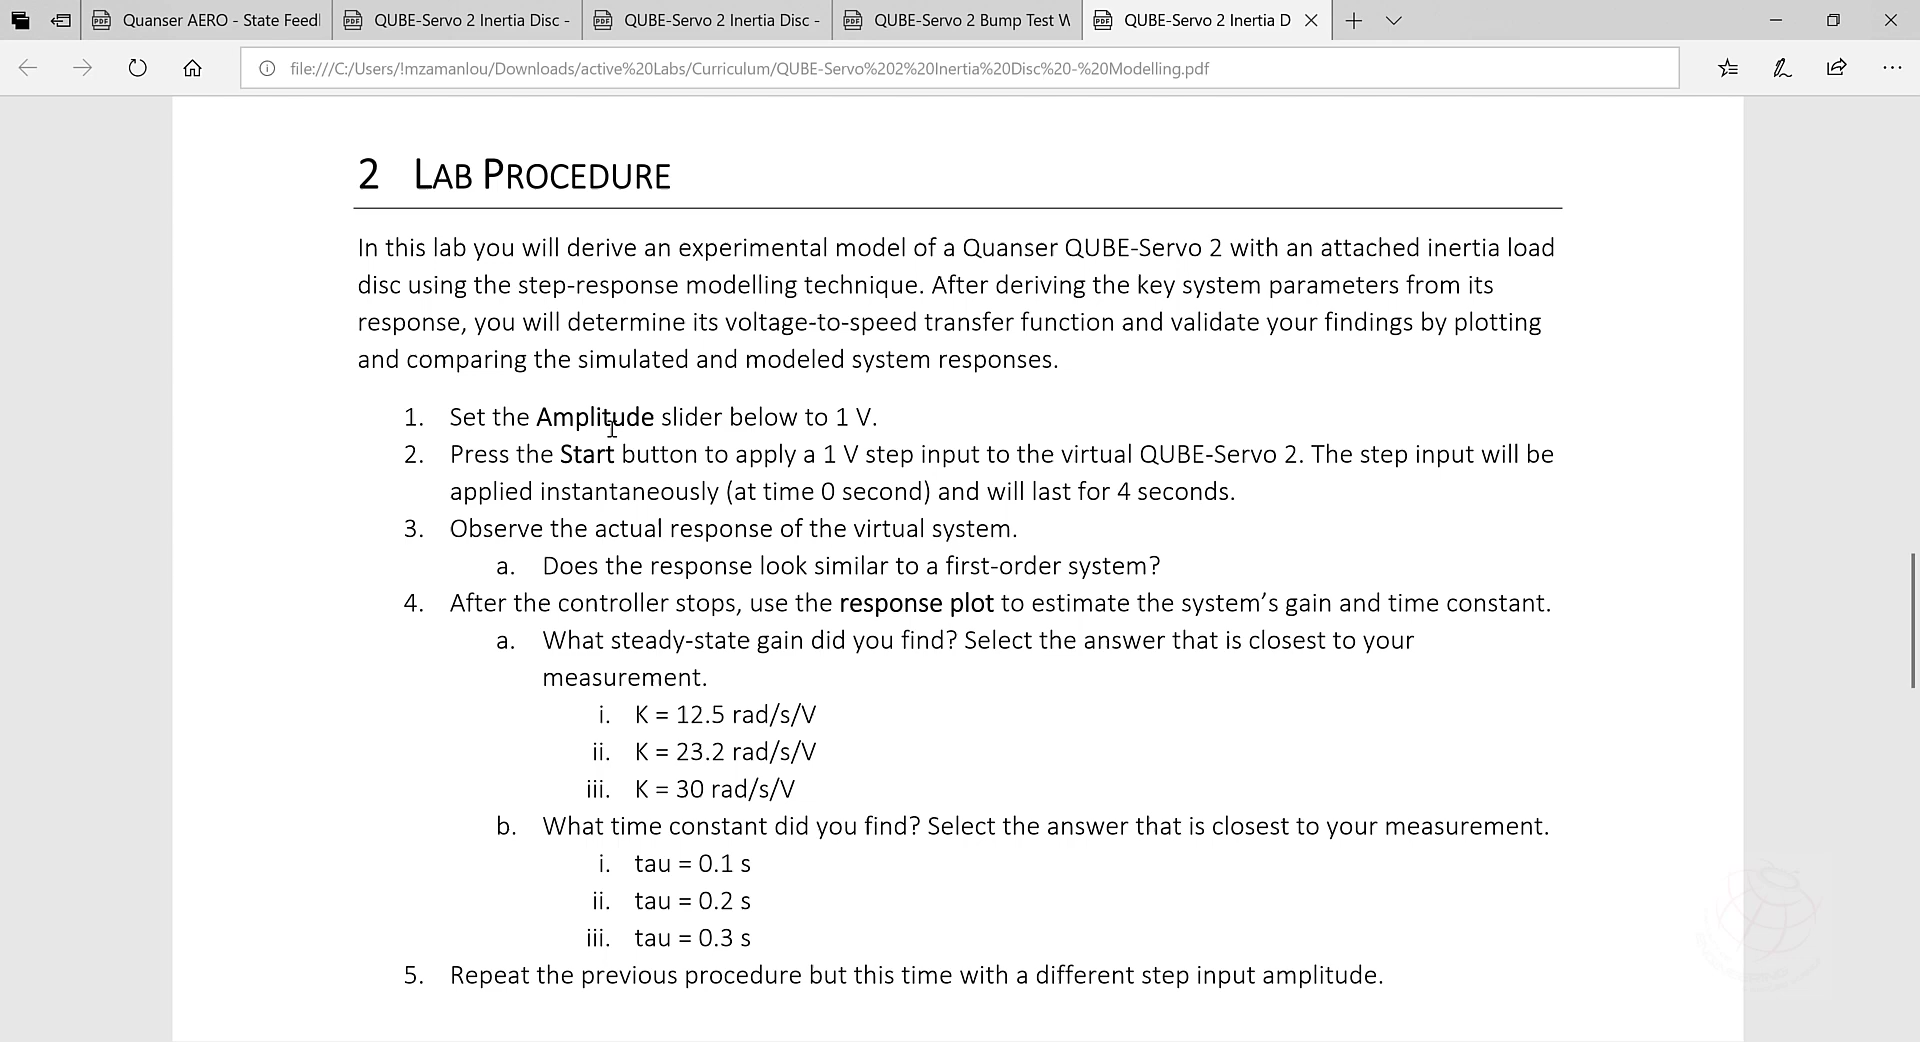 Quanser AERO - State Feedl
QUBE-Servo 2 Inertia Disc -
QUBE-Servo 2 Inertia Disc -
QUBE-Servo 2 Bump Test W
QUBE-Servo 2 Inertia D
file:///C:/Users/!mzamanlou/Downloads/active%20Labs/Curriculum/QUBE-Servo%202%20Inertia%20Disc%20-%20Modelling.pdf
2 LAB PROCEDURE
In this lab you will derive an experimental model of a Quanser QUBE-Servo 2 with an attached inertia load
disc using the step-response modelling technique. After deriving the key system parameters from its
response, you will determine its voltage-to-speed transfer function and validate your findings by plotting
and comparing the simulated and modeled system responses.
1. Set the Amplitude slider below to 1 V.
2. Press the Start button to apply a 1 V step input to the virtual QUBE-Servo 2. The step input will be
applied instantaneously (at time 0 second) and will last for 4 seconds.
3. Observe the actual response of the virtual system.
a. Does the response look similar to a first-order system?
4. After the controller stops, use the response plot to estimate the system’s gain and time constant.
a. What steady-state gain did you find? Select the answer that is closest to your
measurement.
i. K = 12.5 rad/s/V
ii. K = 23.2 rad/s/V
iii. K = 30 rad/s/V
b. What time constant did you find? Select the answer that is closest to your measurement.
i. tau = 0.1 s
ii. tau = 0.2 s
iii. tau = 0.3 s
5. Repeat the previous procedure but this time with a different step input amplitude.